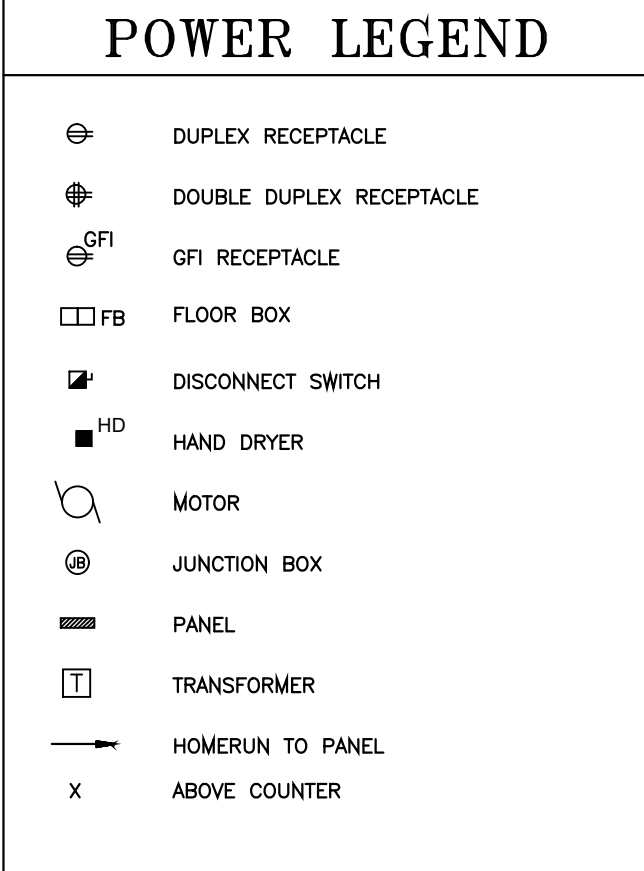 POWER LEGEND
DUPLEX RECEPTACLE
DOUBLE DUPLEX RECEPTACLE
GFI
GFI RECEPTACLE
FB FLOOR BOX
DISCONNECT SWITCH
HD
HAND DRYER
MOTOR
JB JUNCTION BOX
PANEL
T TRANSFORMER
HOMERUN TO PANEL
X ABOVE COUNTER